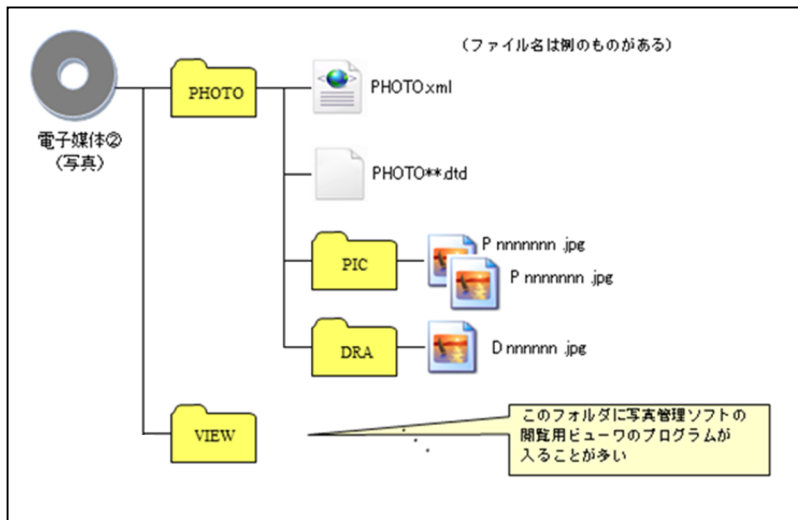 (ファイル名は例のものがある)
電子媒体②
(写真)
PHOTO
PHOTO.xml
PHOTO**.dtd
PIC
P nnnnnnn .jpg
P nnnnnnn .jpg
DRA
D nnnnnn .jpg
VIEW
このフォルダに写真管理ソフトの
閲覧用ビューワのプログラムが
入ることが多い